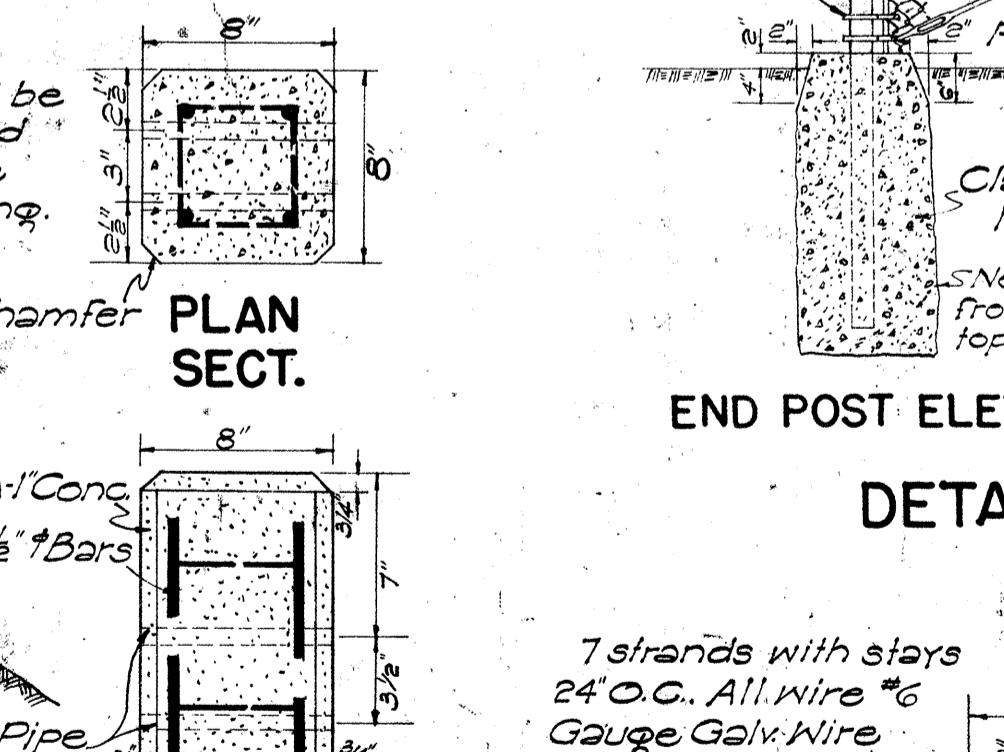 8"
be
2½"
3"
2½"
8"
PLAN
SECT.
8"
1"Conc.
½" ⌀ Bars
3/4"
7"
3½"
Pipe
2"
2"
2"
4"
6"
END POST ELE
DETA
7 strands with stays
24" O.C.. All wire #6
Gauge Galv. Wire